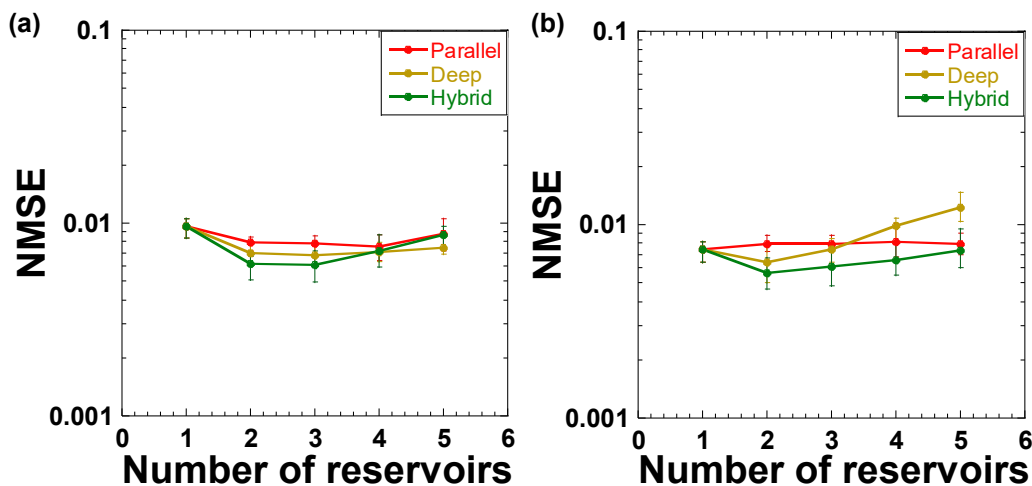 (a)
0.1
Parallel
Deep
Hybrid
NMSE
0.01
0.001
0 1 2 3 4 5 6
Number of reservoirs
(b)
0.1
Parallel
Deep
Hybrid
NMSE
0.01
0.001
0 1 2 3 4 5 6
Number of reservoirs